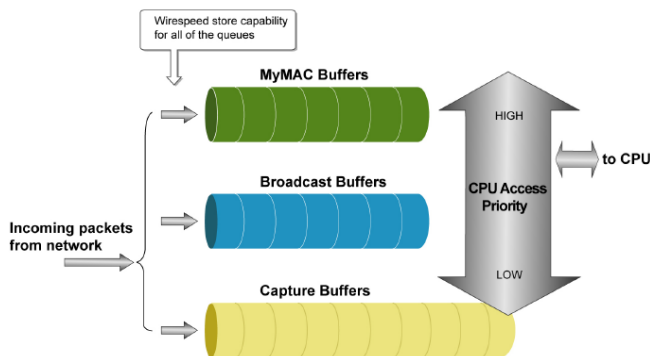 Wirespeed store capability
for all of the queues
MyMAC Buffers
HIGH
to CPU
Broadcast Buffers
CPU Access
Priority
Incoming packets
from network
LOW
Capture Buffers